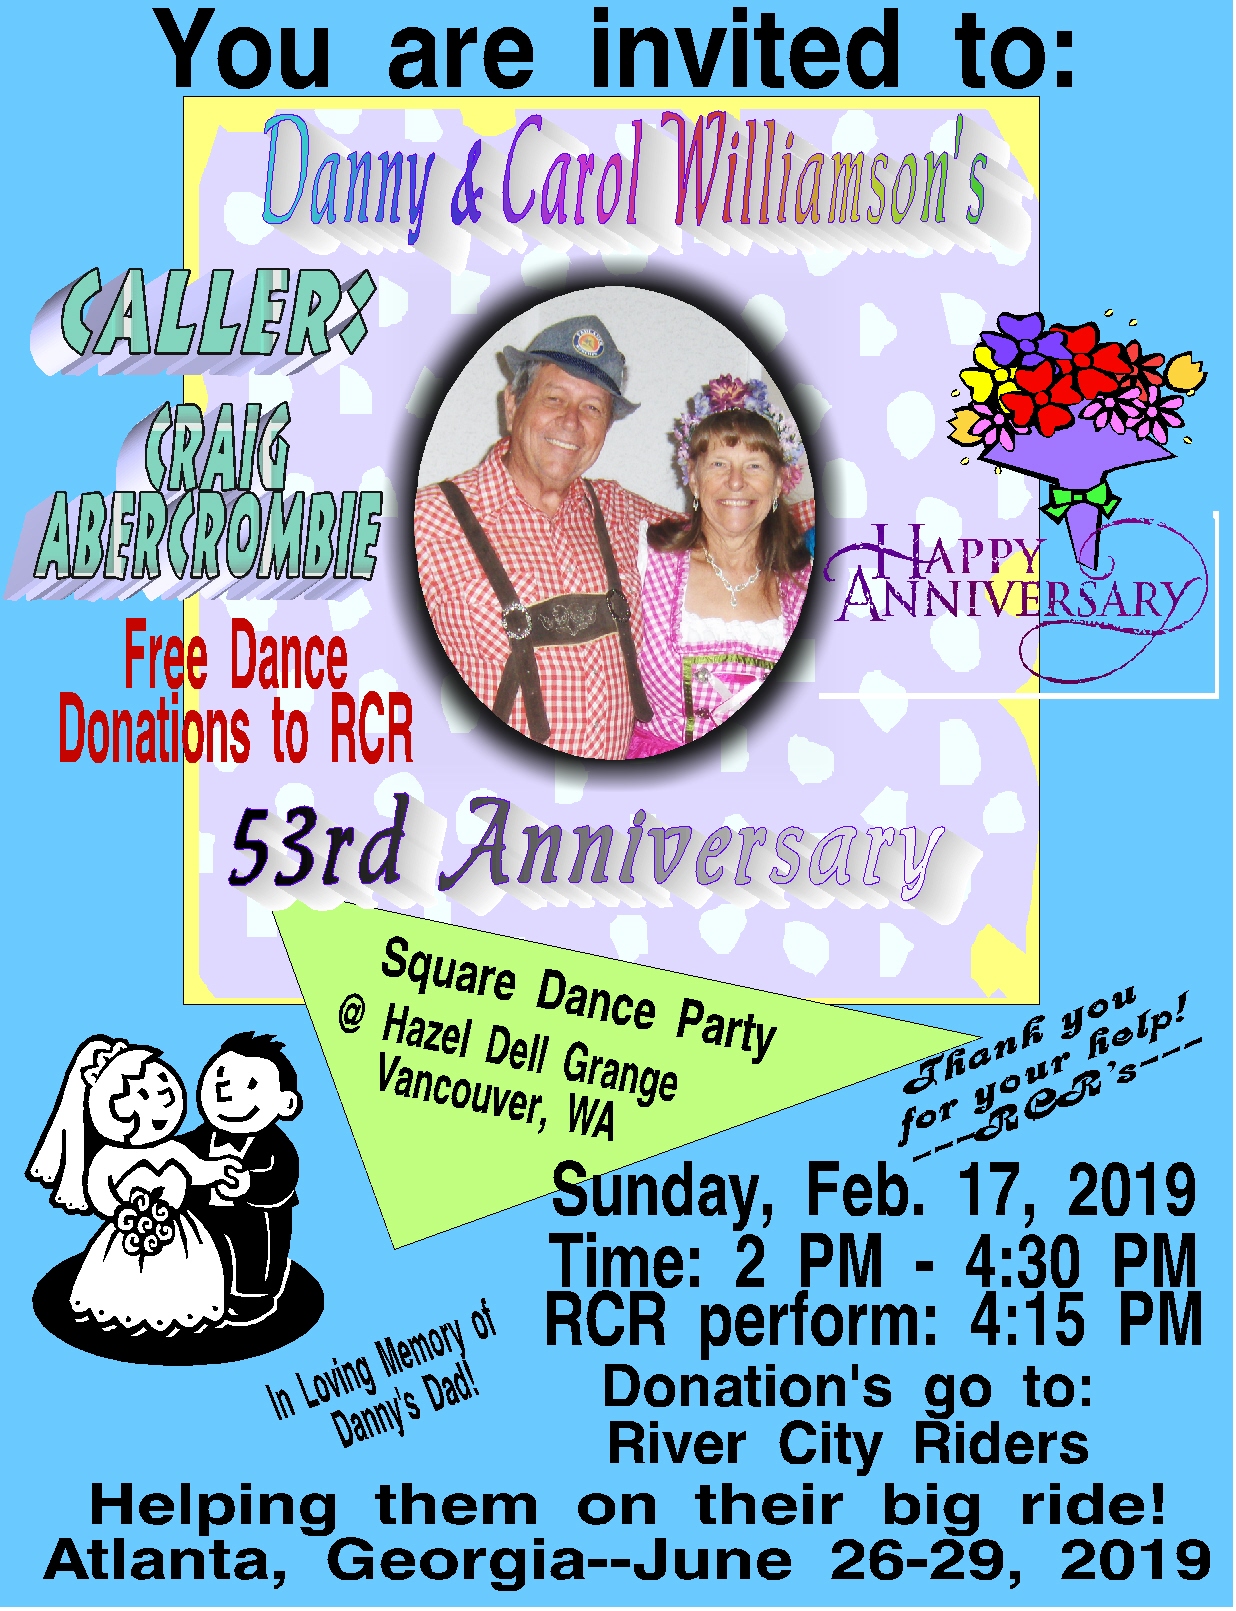 You are invited to:
Danny & Carol Williamson's
CALLER:
CRAIG
ABERCROMBIE
Happy
Anniversary
Free Dance
Donations to RCR
53rd Anniversary
Square Dance Party
@ Hazel Dell Grange
Vancouver, WA
Thank you
for your help!
---RCR's---
Sunday, Feb. 17, 2019
Time: 2 PM - 4:30 PM
RCR perform: 4:15 PM
In Loving Memory of
Danny's Dad!
Donation's go to:
River City Riders
Helping them on their big ride!
Atlanta, Georgia--June 26-29, 2019